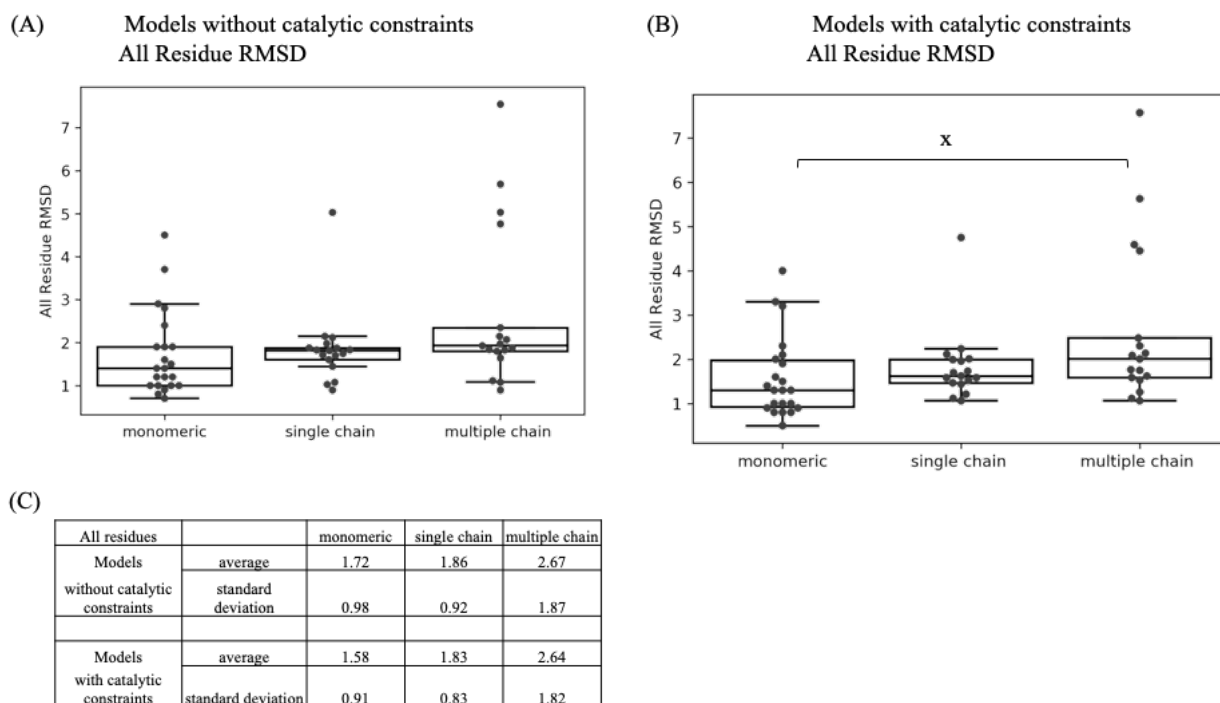 (A) Models without catalytic constraints
All Residue RMSD
All Residue RMSD
7
6
5
4
3
2
1
monomeric single chain multiple chain
(B) Models with catalytic constraints
All Residue RMSD
All Residue RMSD
x
7
6
5
4
3
2
1
monomeric single chain multiple chain
(C)
All residues monomeric single chain multiple chain
Models average 1.72 1.86 2.67
without catalytic constraints standard deviation 0.98 0.92 1.87
Models average 1.58 1.83 2.64
with catalytic constraints standard deviation 0.91 0.83 1.82